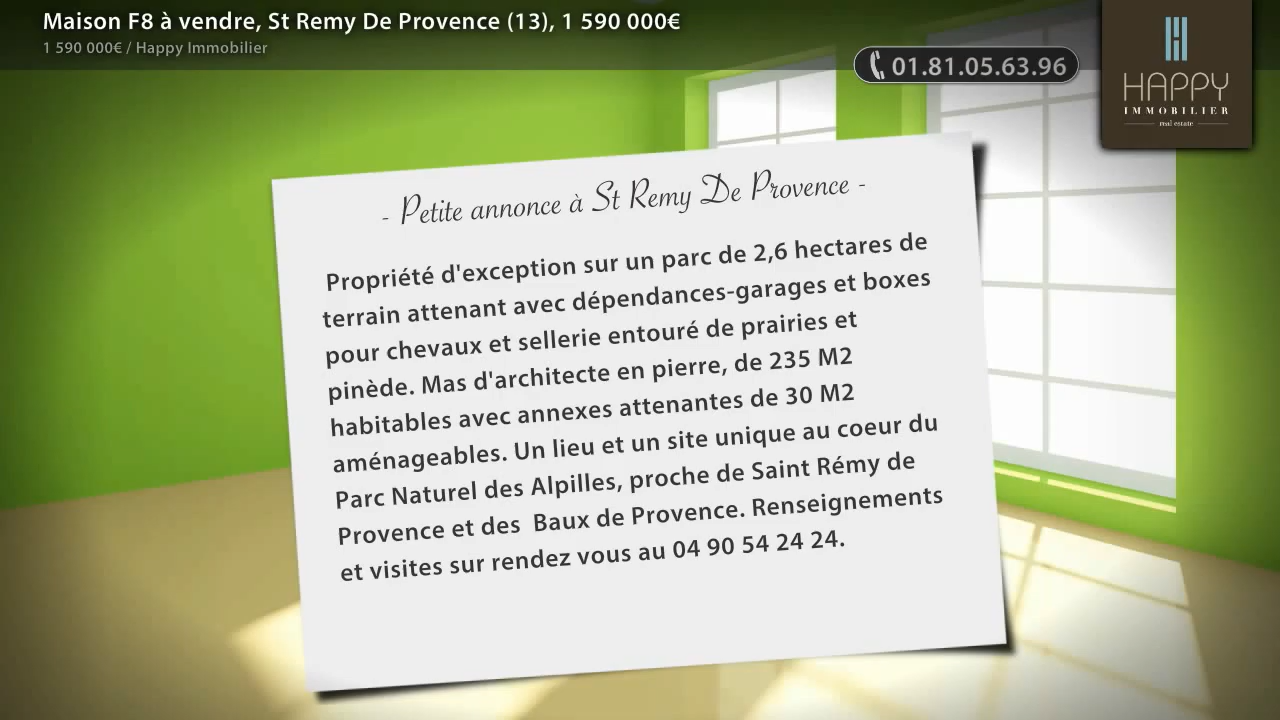 Maison F8 à vendre, St Remy De Provence (13), 1 590 000€
1 590 000€ / Happy Immobilier
01.81.05.63.96
HAPPY
IMMOBILIER
real estate
- Petite annonce à St Remy De Provence -
Propriété d'exception sur un parc de 2,6 hectares de
terrain attenant avec dépendances-garages et boxes
pour chevaux et sellerie entouré de prairies et
pinède. Mas d'architecte en pierre, de 235 M2
habitables avec annexes attenantes de 30 M2
aménageables. Un lieu et un site unique au coeur du
Parc Naturel des Alpilles, proche de Saint Rémy de
Provence et des  Baux de Provence. Renseignements
et visites sur rendez vous au 04 90 54 24 24.